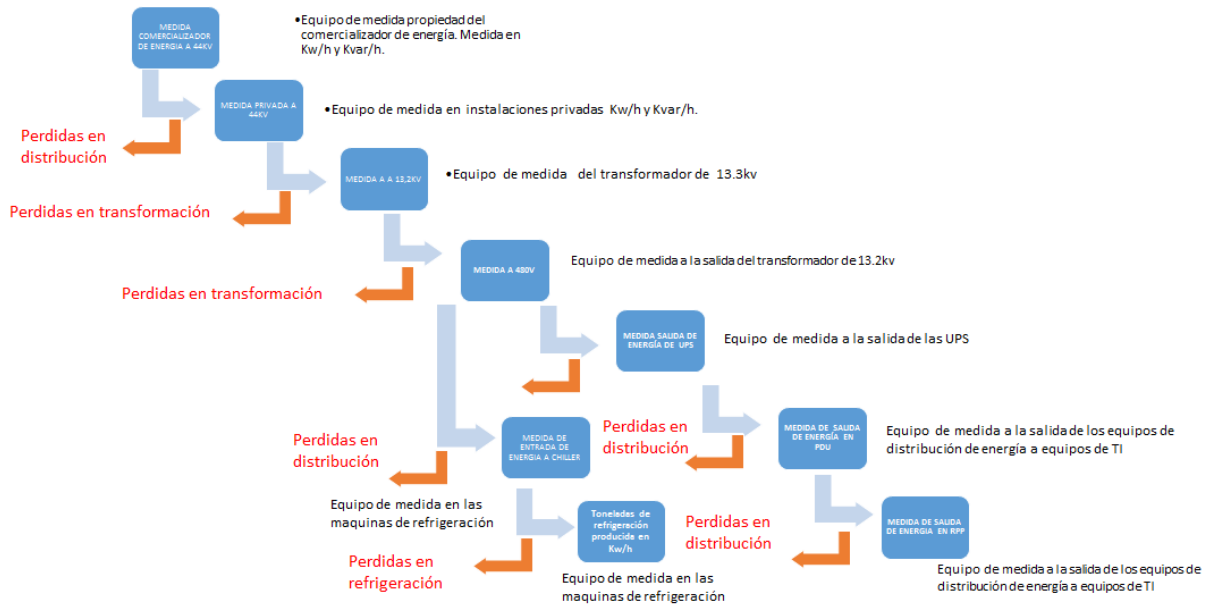 MEDIDA
COMERCIALIZADOR
DE ENERGIA A 44KV
•Equipo de medida propiedad del
comercializador de energía. Medida en
Kw/h y Kvar/h.
MEDIDA PRIVADA A
44KV
•Equipo de medida en instalaciones privadas Kw/h y Kvar/h.
Perdidas en
distribución
MEDIDA A A 13,2KV
•Equipo de medida del transformador de 13.3kv
Perdidas en transformación
MEDIDA A 480V
Equipo de medida a la salida del transformador de 13.2kv
Perdidas en transformación
MEDIDA SALIDA DE
ENERGÍA DE UPS
Equipo de medida a la salida de las UPS
MEDIDA DE
ENTRADA DE
ENERGIA A CHILLER
Perdidas en
distribución
Perdidas en
distribución
MEDIDA DE SALIDA
DE ENERGÍA EN
PDU
Equipo de medida a la salida de los equipos de
distribución de energía a equipos de TI
Equipo de medida en las
maquinas de refrigeración
Toneladas de
refrigeración
producida en
Kw/h
Perdidas en
refrigeración
Equipo de medida en las
maquinas de refrigeración
Perdidas en
distribución
MEDIDA DE SALIDA
DE ENERGIA EN RPP
Equipo de medida a la salida de los equipos de
distribución de energía a equipos de TI